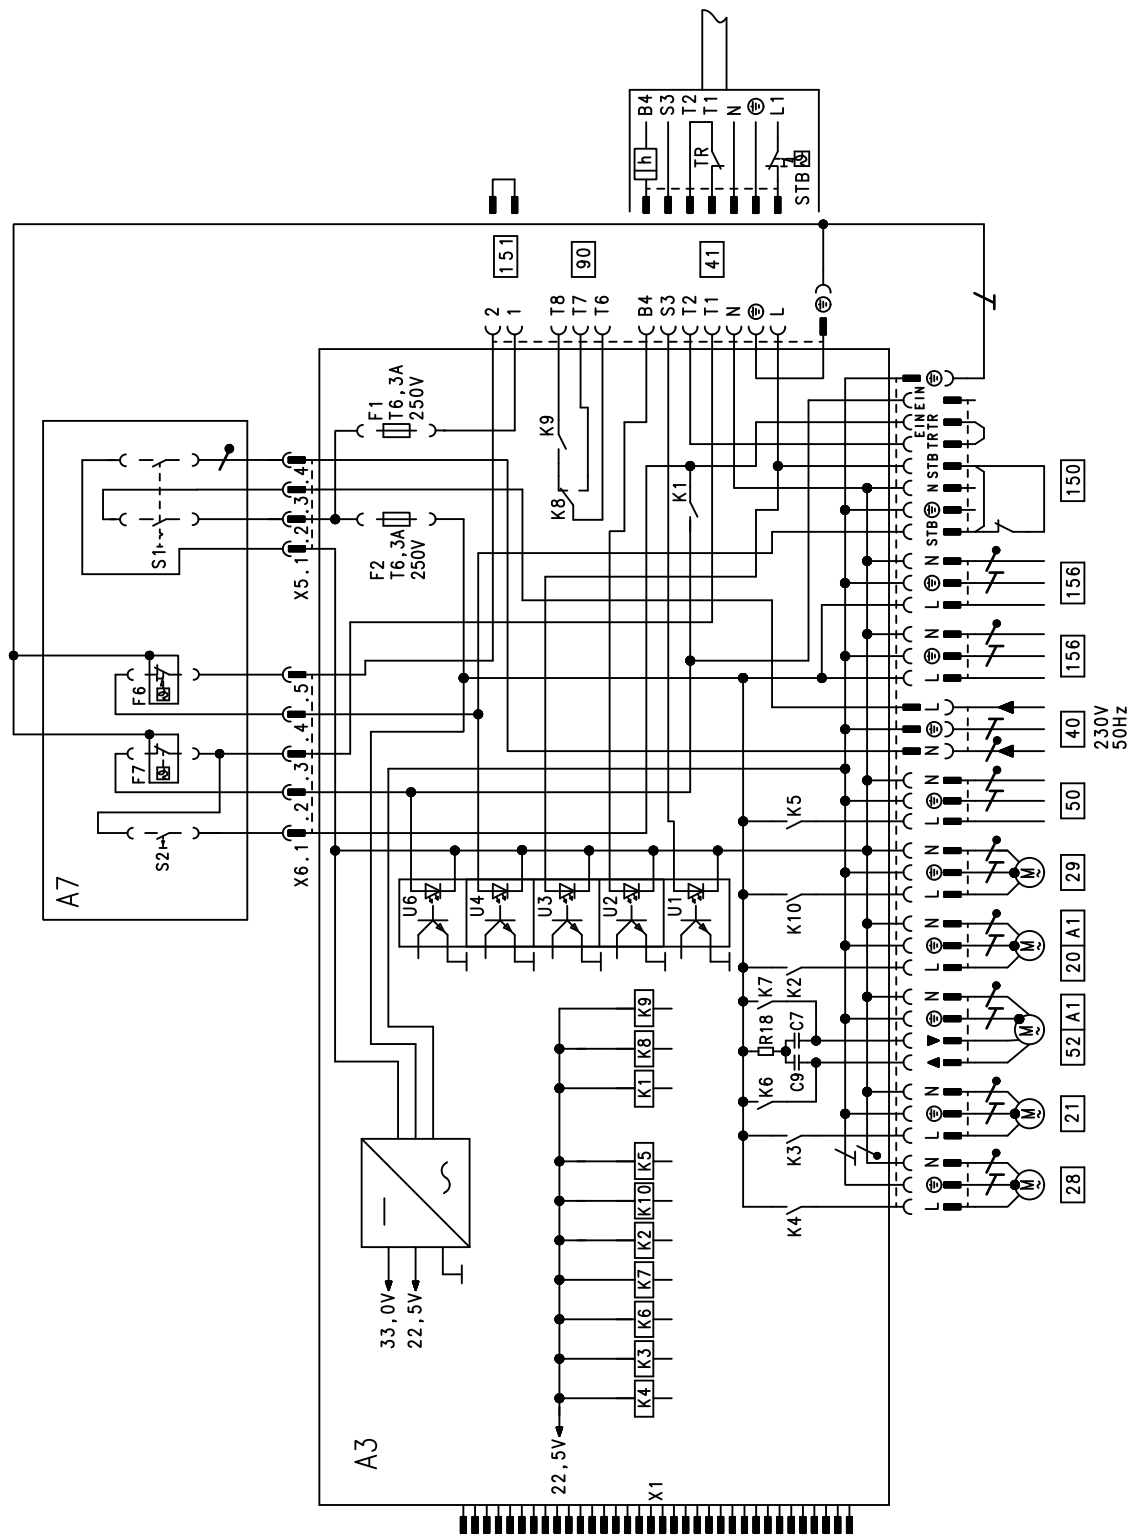 B4
S3
T2
T1
N
L1
h
TR
STB
151
90
41
2
1
T8
T7
T6
B4
S3
T2
T1
N
L
F1
T6,3A
250V
F2
T6,3A
250V
K9
K8
K1
S1
X5.1 .2 .3 .4
F6
F7
S2
X6.1 .2 .3 .4 .5
A7
EIN
EIN
TR
TR
STB
N
STB
150
N
L
156
N
L
156
L
N
40
230V
50Hz
N
L
50
K5
N
L
M~
29
K10
N
L
M~
20 A1
K2
K7
R18
C7
C9
K6
N
M~
52 A1
N
L
M~
21
K3
N
L
M~
28
K4
U6
U4
U3
U2
U1
K9
K8
K1
K5
K10
K2
K7
K6
K3
K4
33,0V
22,5V
22,5V
A3
X1